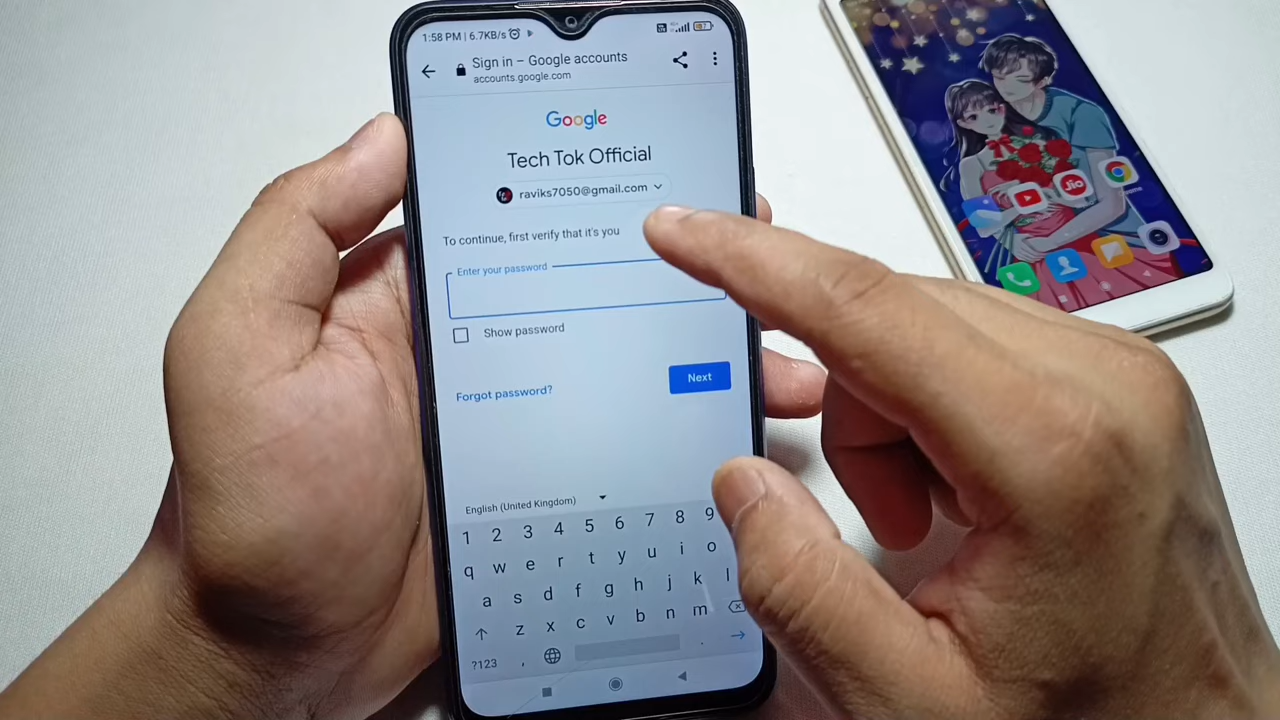 1:58 PM | 6.7KB/s
Sign in – Google accounts
accounts.google.com
Google
Tech Tok Official
raviks7050@gmail.com
To continue, first verify that it's you
Enter your password
Show password
Next
Forgot password?
English (United Kingdom)
1 2 3 4 5 6 7 8 9
q w e r t y u i o
a s d f g h j k l
z x c v b n m
?123 , .
Jio